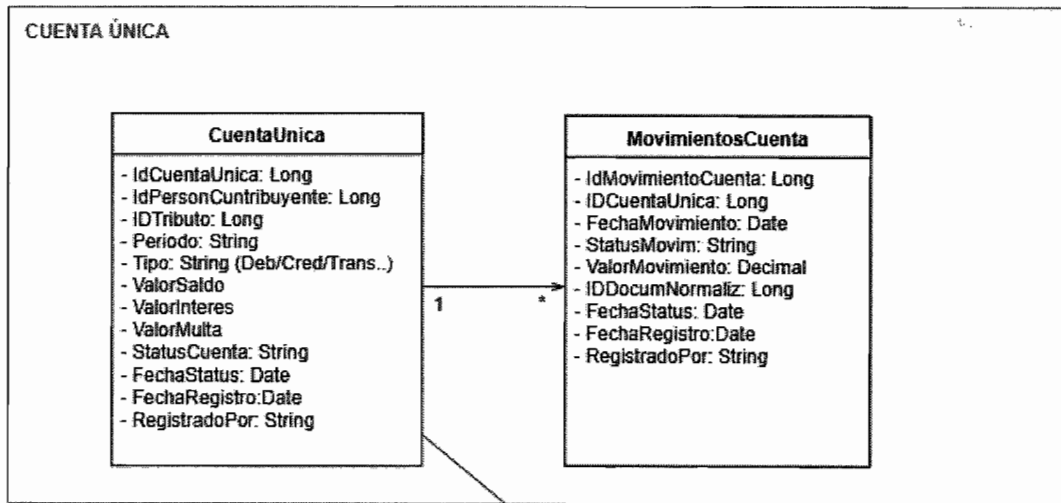 CUENTA ÚNICA
CuentaUnica
- IdCuentaUnica: Long
- IdPersonCuntribuyente: Long
- IDTributo: Long
- Periodo: String
- Tipo: String (Deb/Cred/Trans..)
- ValorSaldo
- ValorInteres
- ValorMulta
- StatusCuenta: String
- FechaStatus: Date
- FechaRegistro:Date
- RegistradoPor: String
1
*
MovimientosCuenta
- IdMovimientoCuenta: Long
- IDCuentaUnica: Long
- FechaMovimiento: Date
- StatusMovim: String
- ValorMovimiento: Decimal
- IDDocumNormaliz: Long
- FechaStatus: Date
- FechaRegistro:Date
- RegistradoPor: String